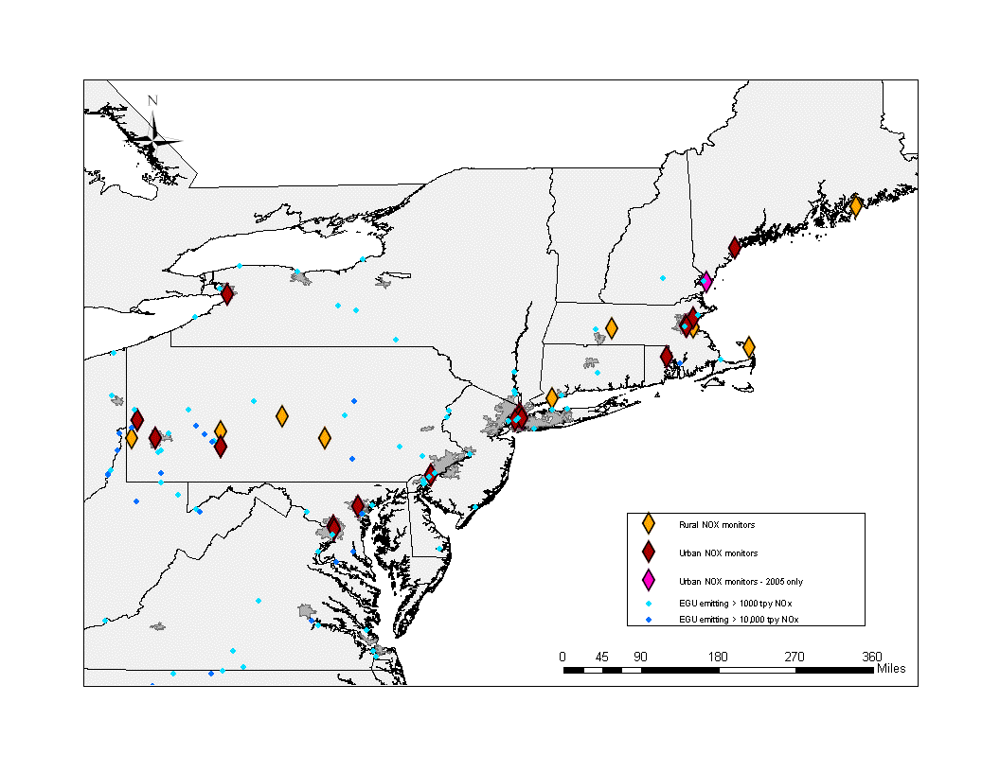 N
Rural NOX monitors
Urban NOX monitors
Urban NOX monitors - 2005 only
EGU emitting > 1000 tpy NOx
EGU emitting > 10,000 tpy NOx
0 45 90 180 270 360
Miles